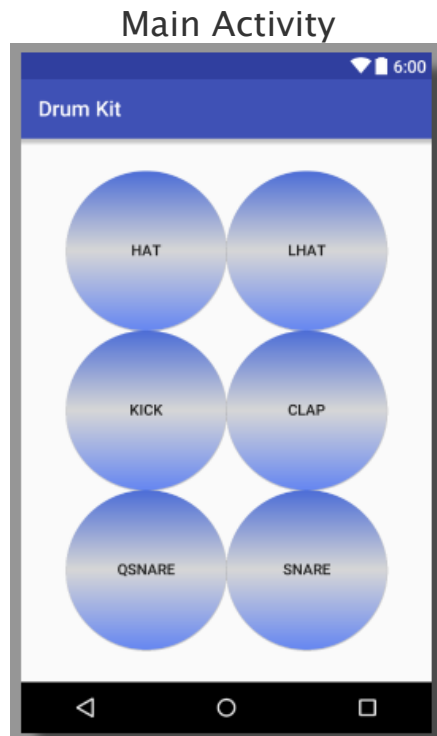 Main Activity
6:00
Drum Kit
HAT LHAT
KICK CLAP
QSNARE SNARE